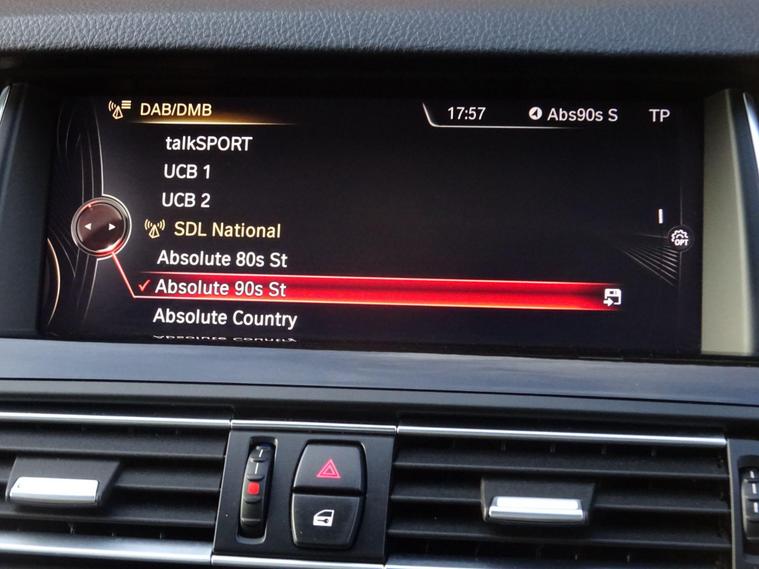 DAB/DMB
17:57
Abs90s S
TP
talkSPORT
UCB 1
UCB 2
SDL National
OPT
Absolute 80s St
Absolute 90s St
Absolute Country